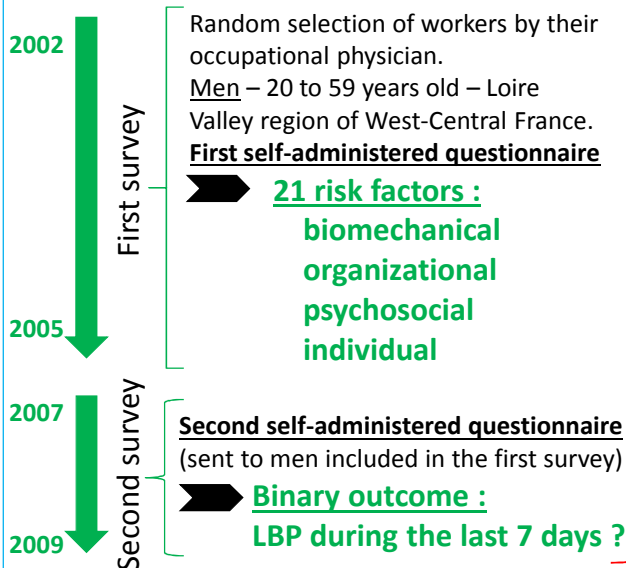 2002
Random selection of workers by their
occupational physician.
Men – 20 to 59 years old – Loire
Valley region of West-Central France.
First self-administered questionnaire
21 risk factors :
biomechanical
organizational
psychosocial
individual
First survey
2005
2007
Second survey
Second self-administered questionnaire
(sent to men included in the first survey)
Binary outcome :
LBP during the last 7 days ?
2009